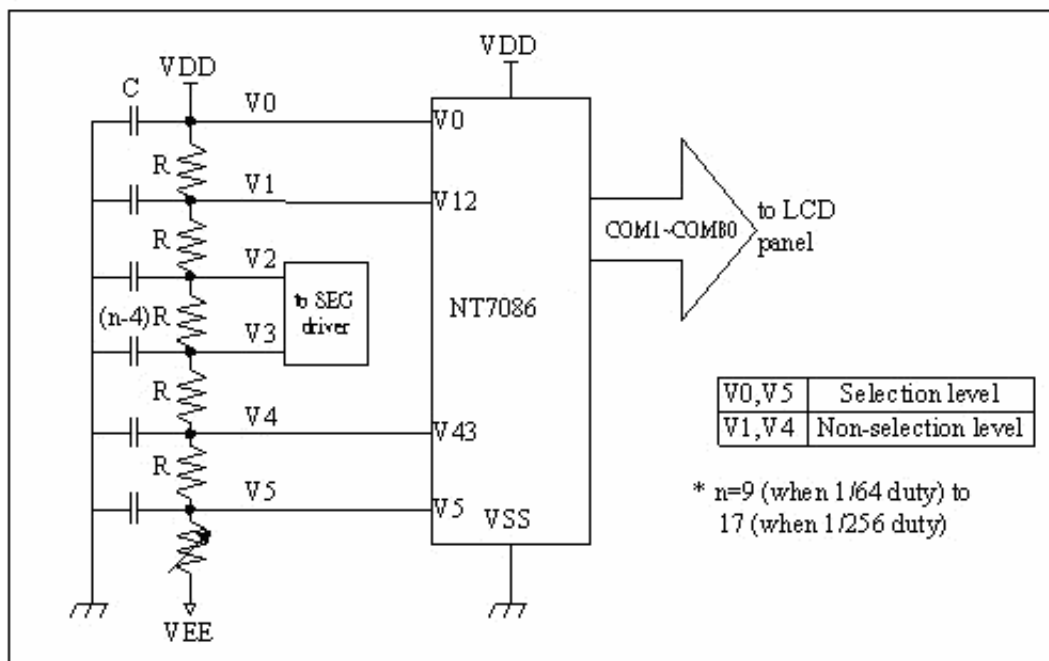 VDD
C
V0
R
V1
R
V2
(n-4)R
V3
R
V4
R
V5
VEE
to SEG
driver
VDD
V0
V12
NT7086
V43
V5
VSS
COM1~COM80
to LCD
panel
V0,V5 Selection level
V1,V4 Non-selection level
* n=9 (when 1/64 duty) to
17 (when 1/256 duty)